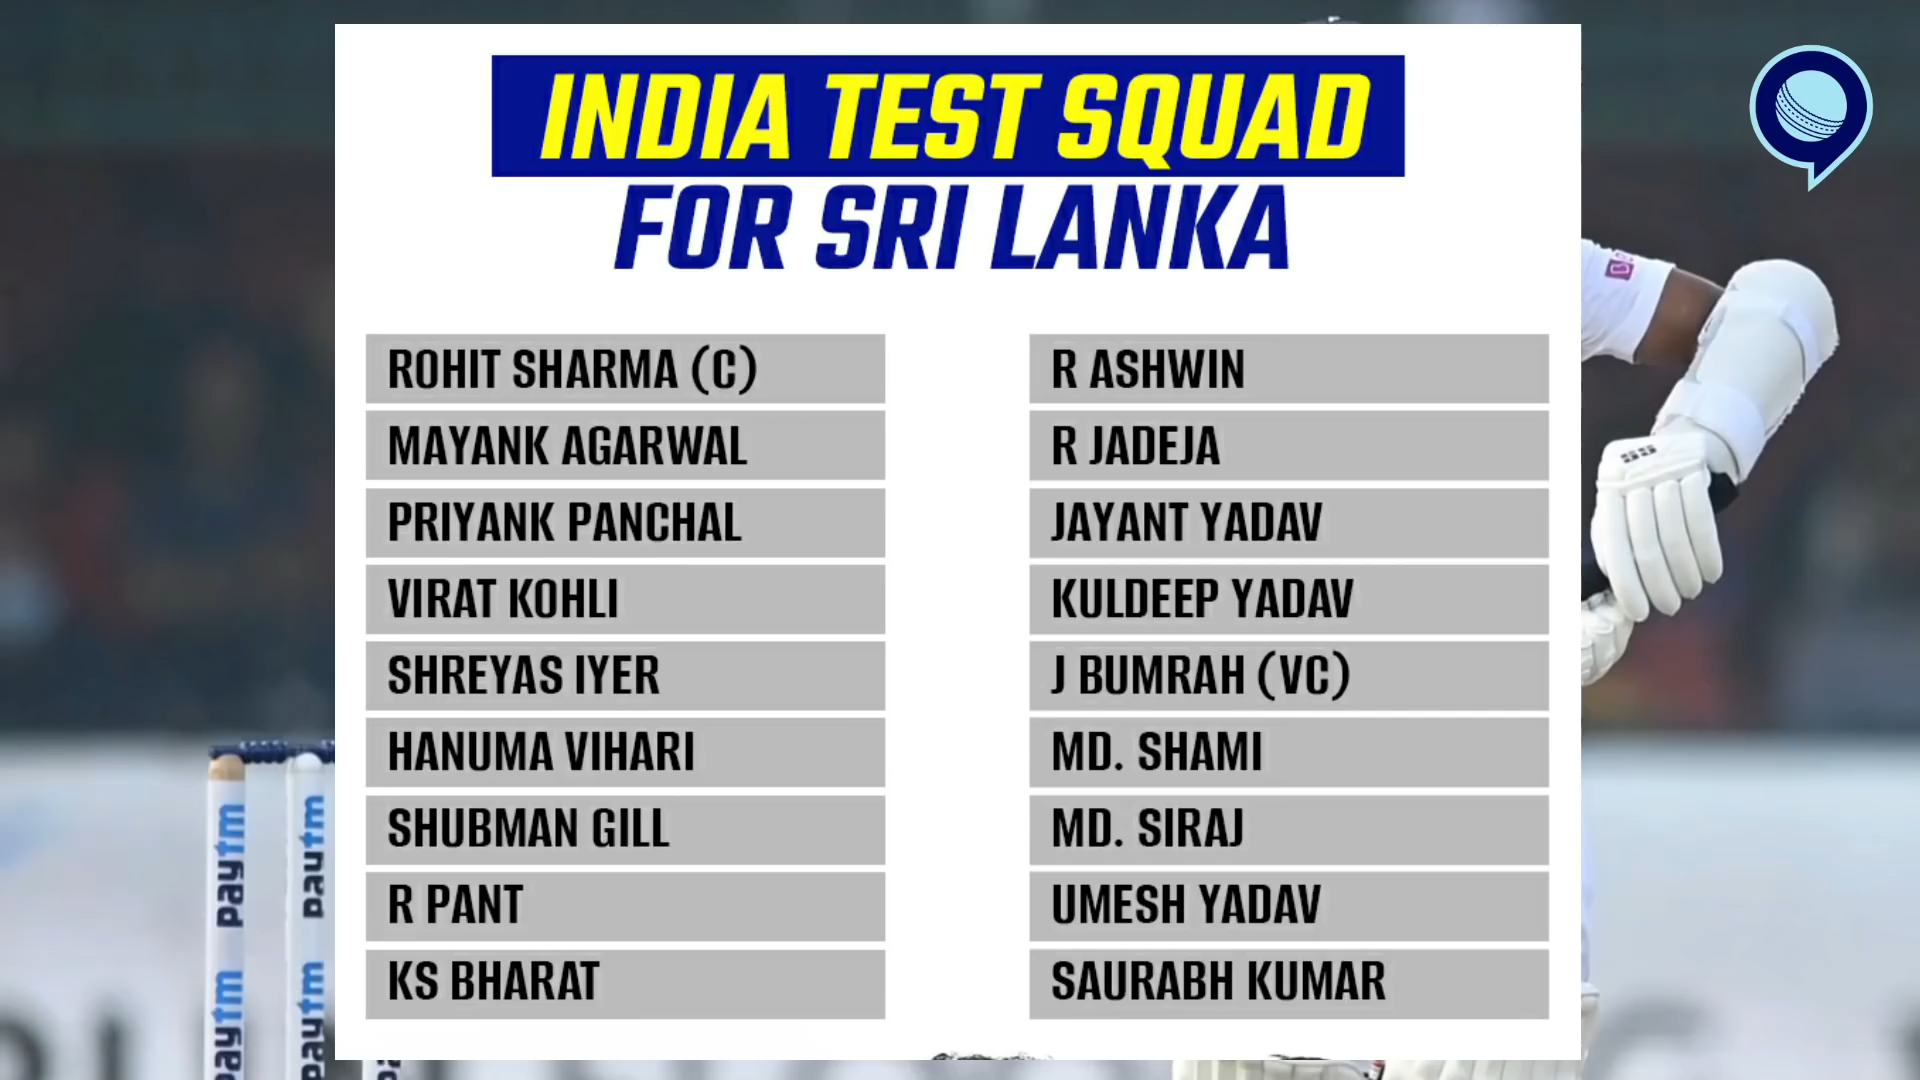 INDIA TEST SQUAD
FOR SRI LANKA
ROHIT SHARMA (C)
MAYANK AGARWAL
PRIYANK PANCHAL
VIRAT KOHLI
SHREYAS IYER
HANUMA VIHARI
SHUBMAN GILL
R PANT
KS BHARAT
R ASHWIN
R JADEJA
JAYANT YADAV
KULDEEP YADAV
J BUMRAH (VC)
MD. SHAMI
MD. SIRAJ
UMESH YADAV
SAURABH KUMAR
paytm
paytm
paytm
paytm
SS